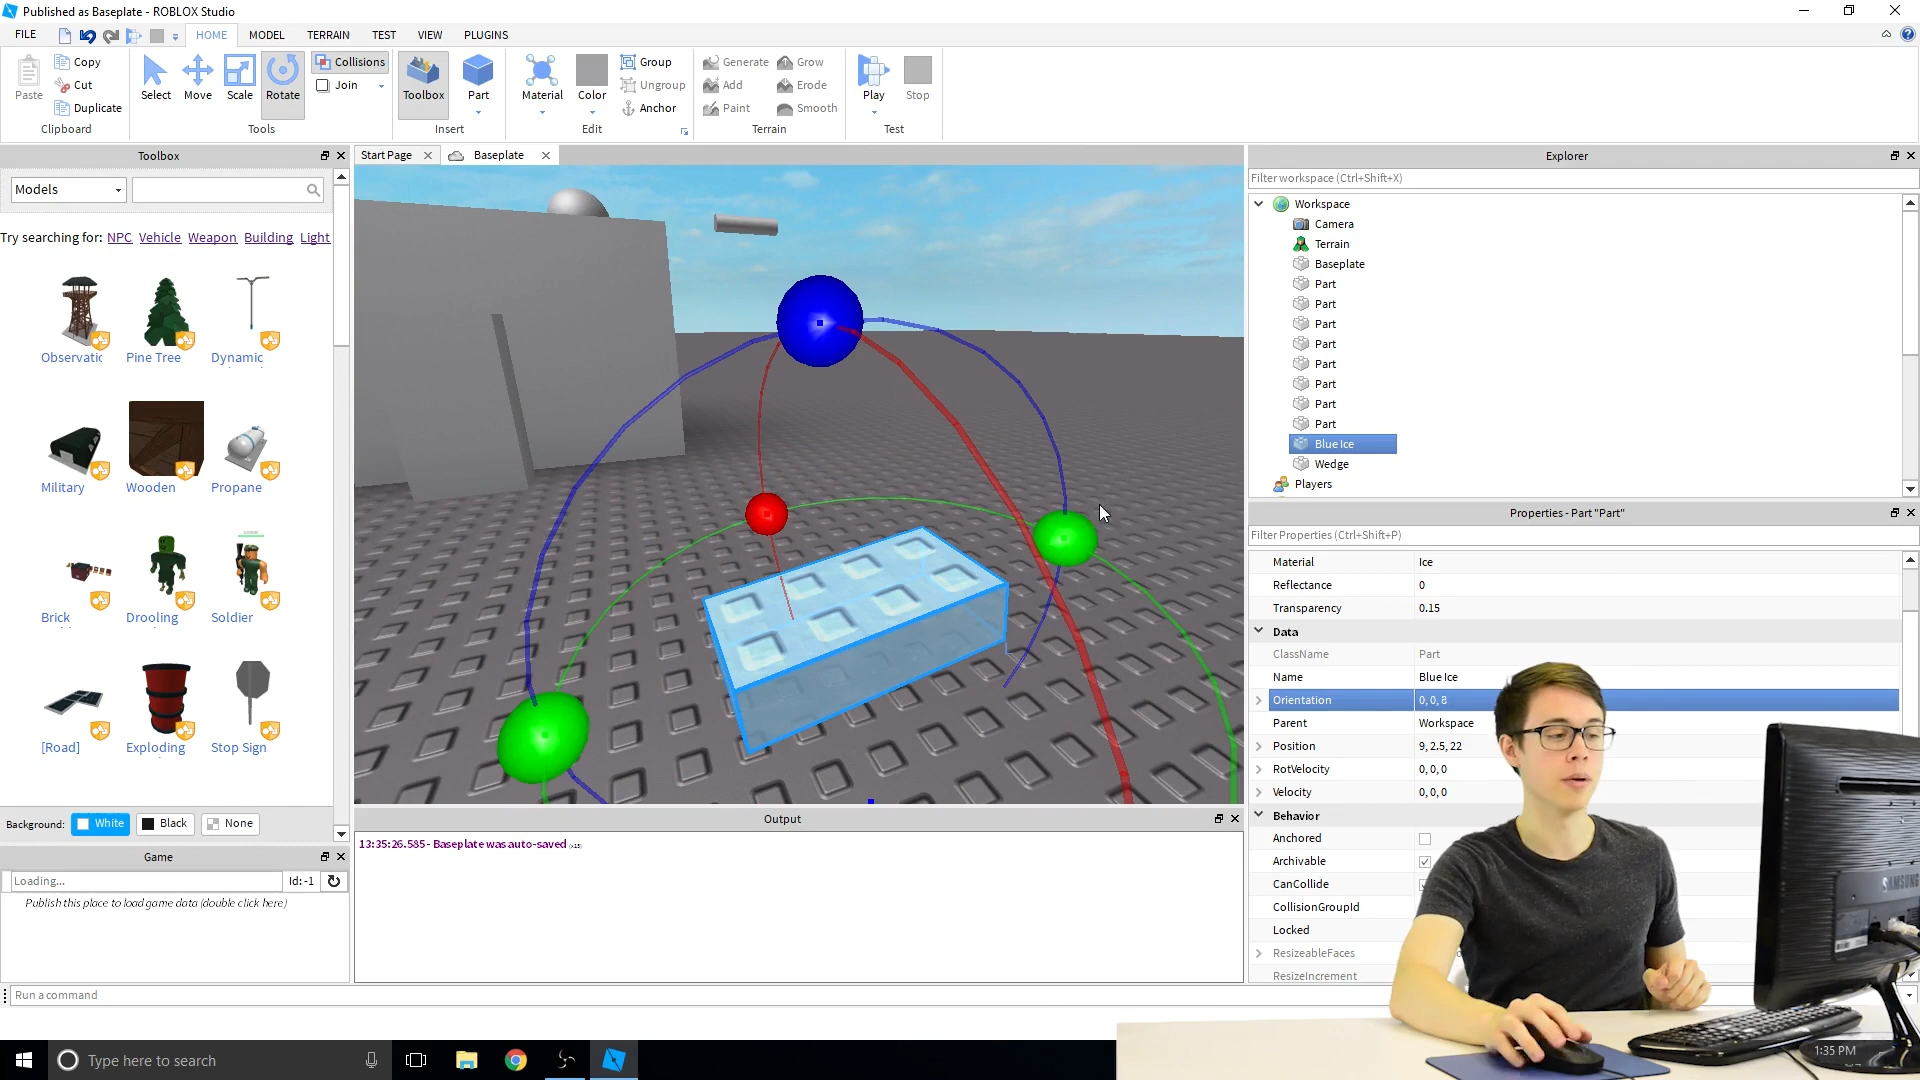 Published as Baseplate - ROBLOX Studio
FILE HOME MODEL TERRAIN TEST VIEW PLUGINS
Paste Copy Cut Duplicate
Clipboard
Select Move Scale Rotate Collisions Join
Tools
Toolbox Part
Insert
Material Color Group Ungroup Anchor
Edit
Generate Grow
Add Erode
Paint Smooth
Terrain
Play Stop
Test
Toolbox
Models
Try searching for: NPC Vehicle Weapon Building Light
Observatic Pine Tree Dynamic
Military Wooden Propane
Brick Drooling Soldier
[Road] Exploding Stop Sign
Background: White Black None
Game
Loading... Id: -1
Publish this place to load game data (double click here)
Start Page Baseplate
Output
13:35:26.585 - Baseplate was auto-saved (x15)
Run a command
Explorer
Filter workspace (Ctrl+Shift+X)
Workspace
Camera
Terrain
Baseplate
Part
Part
Part
Part
Part
Part
Part
Part
Blue Ice
Wedge
Players
Properties - Part "Part"
Filter Properties (Ctrl+Shift+P)
Material Ice
Reflectance 0
Transparency 0.15
Data
ClassName Part
Name Blue Ice
Orientation 0, 0, 8
Parent Workspace
Position 9, 2.5, 22
RotVelocity 0, 0, 0
Velocity 0, 0, 0
Behavior
Anchored
Archivable
CanCollide
CollisionGroupId
Locked
ResizeableFaces
ResizeIncrement
SAMSUNG
Type here to search
1:35 PM